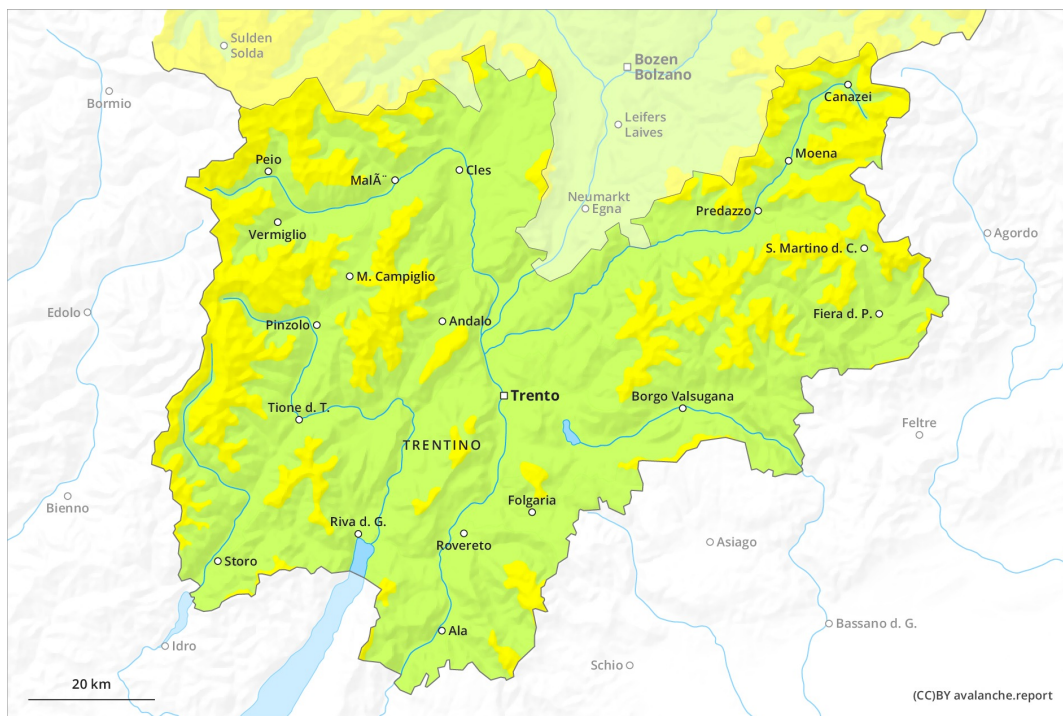 Sulden
Solda
Bozen
Bolzano
Bormio
Canazei
Leifers
Laives
Moena
Peio
Cles
MalÃ¨
Neumarkt
Egna
Predazzo
Vermiglio
Agordo
S. Martino d. C.
M. Campiglio
Edolo
Fiera d. P.
Pinzolo
Andalo
Trento
Borgo Valsugana
Tione d. T.
Feltre
TRENTINO
Bienno
Folgaria
Riva d. G.
Rovereto
Asiago
Storo
Bassano d. G.
Ala
Idro
Schio
20 km
(CC)BY avalanche.report